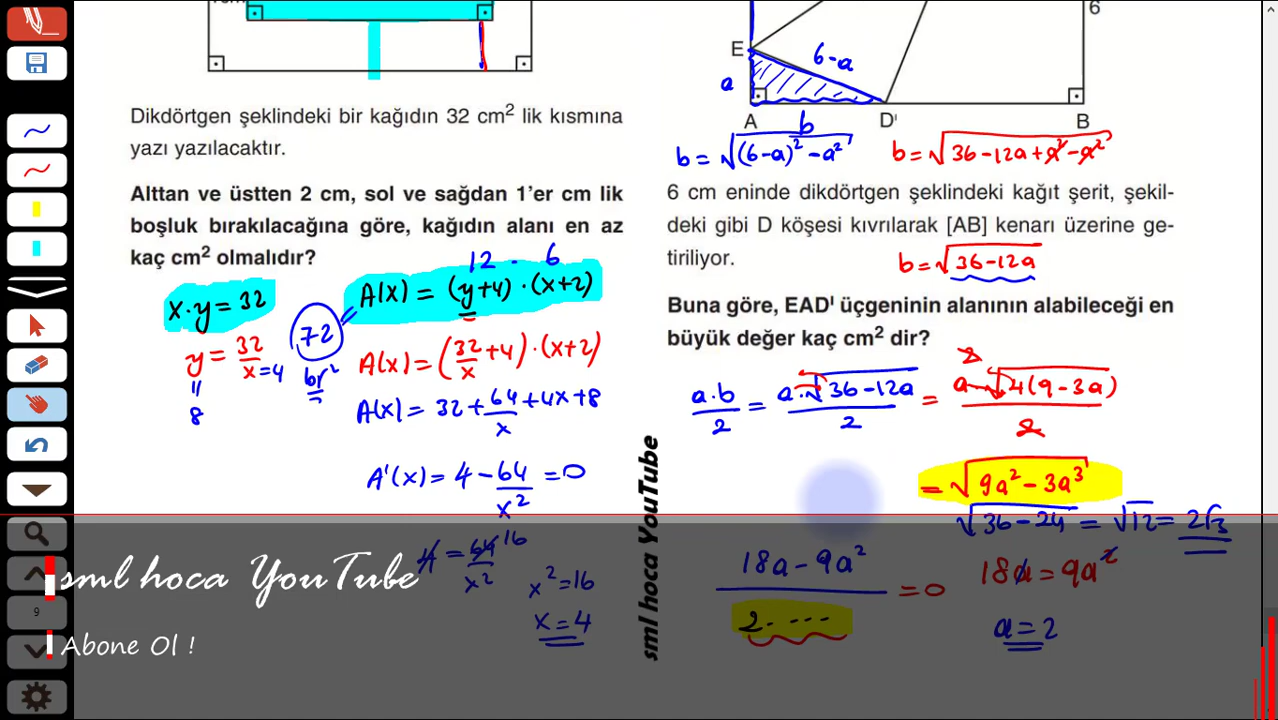 Dikdörtgen şeklindeki bir kağıdın 32 cm² lik kısmına
yazı yazılacaktır.
Alttan ve üstten 2 cm, sol ve sağdan 1'er cm lik
boşluk bırakılacağına göre, kağıdın alanı en az
kaç cm² olmalıdır?
12 · 6
x·y = 32
A(x) = (y+4)·(x+2)
72
br²
y = 32/x =4
"
8
A(x) = (32/x +4)·(x+2)
A(x) = 32 + 64/x + 4x + 8
A'(x) = 4 - 64/x² = 0
4 = 64/x² 16
x² = 16
x = 4
E
6-a
6
a
A
b
D'
B
b = √(6-a)² - a²
b = √36-12a+a²-a²
6 cm eninde dikdörtgen şeklindeki kağıt şerit, şekil-
deki gibi D köşesi kıvrılarak [AB] kenarı üzerine ge-
tiriliyor.
b = √36-12a
Buna göre, EAD' üçgeninin alanının alabileceği en
büyük değer kaç cm² dir?
2
a·b/2 = a·√36-12a/2 = a·√4(9-3a)/2
= √9a² - 3a³
√36-24 = √12 = 2√3
18a - 9a²/2· ··· = 0
18a = 9a²
a = 2
sml hoca YouTube
sml hoca YouTube
Abone Ol !
9